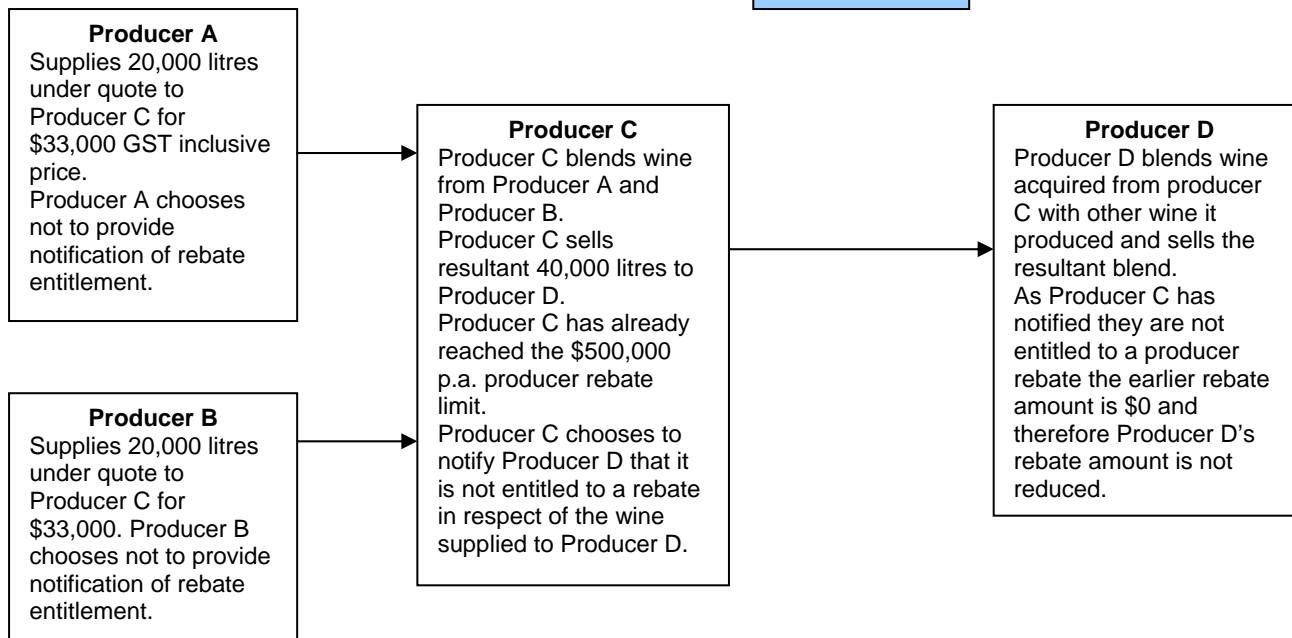 Producer A
Supplies 20,000 litres
under quote to
Producer C for
$33,000 GST inclusive
price.
Producer A chooses
not to provide
notification of rebate
entitlement.
Producer B
Supplies 20,000 litres
under quote to
Producer C for
$33,000. Producer B
chooses not to provide
notification of rebate
entitlement.
Producer C
Producer C blends wine
from Producer A and
Producer B.
Producer C sells
resultant 40,000 litres to
Producer D.
Producer C has already
reached the $500,000
p.a. producer rebate
limit.
Producer C chooses to
notify Producer D that it
is not entitled to a rebate
in respect of the wine
supplied to Producer D.
Producer D
Producer D blends wine
acquired from producer
C with other wine it
produced and sells the
resultant blend.
As Producer C has
notified they are not
entitled to a producer
rebate the earlier rebate
amount is $0 and
therefore Producer D's
rebate amount is not
reduced.